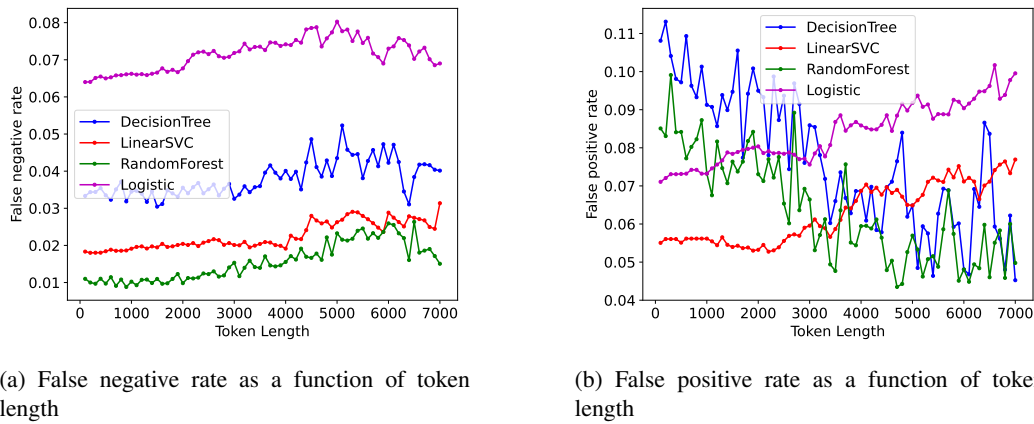 0.08
0.07
0.06
0.05
0.04
0.03
0.02
0.01
False negative rate
DecisionTree
LinearSVC
RandomForest
Logistic
0 1000 2000 3000 4000 5000 6000 7000
Token Length
0.11
0.10
0.09
0.08
0.07
0.06
0.05
0.04
False positive rate
DecisionTree
LinearSVC
RandomForest
Logistic
0 1000 2000 3000 4000 5000 6000 7000
Token Length
(a) False negative rate as a function of token
length
(b) False positive rate as a function of toke
length